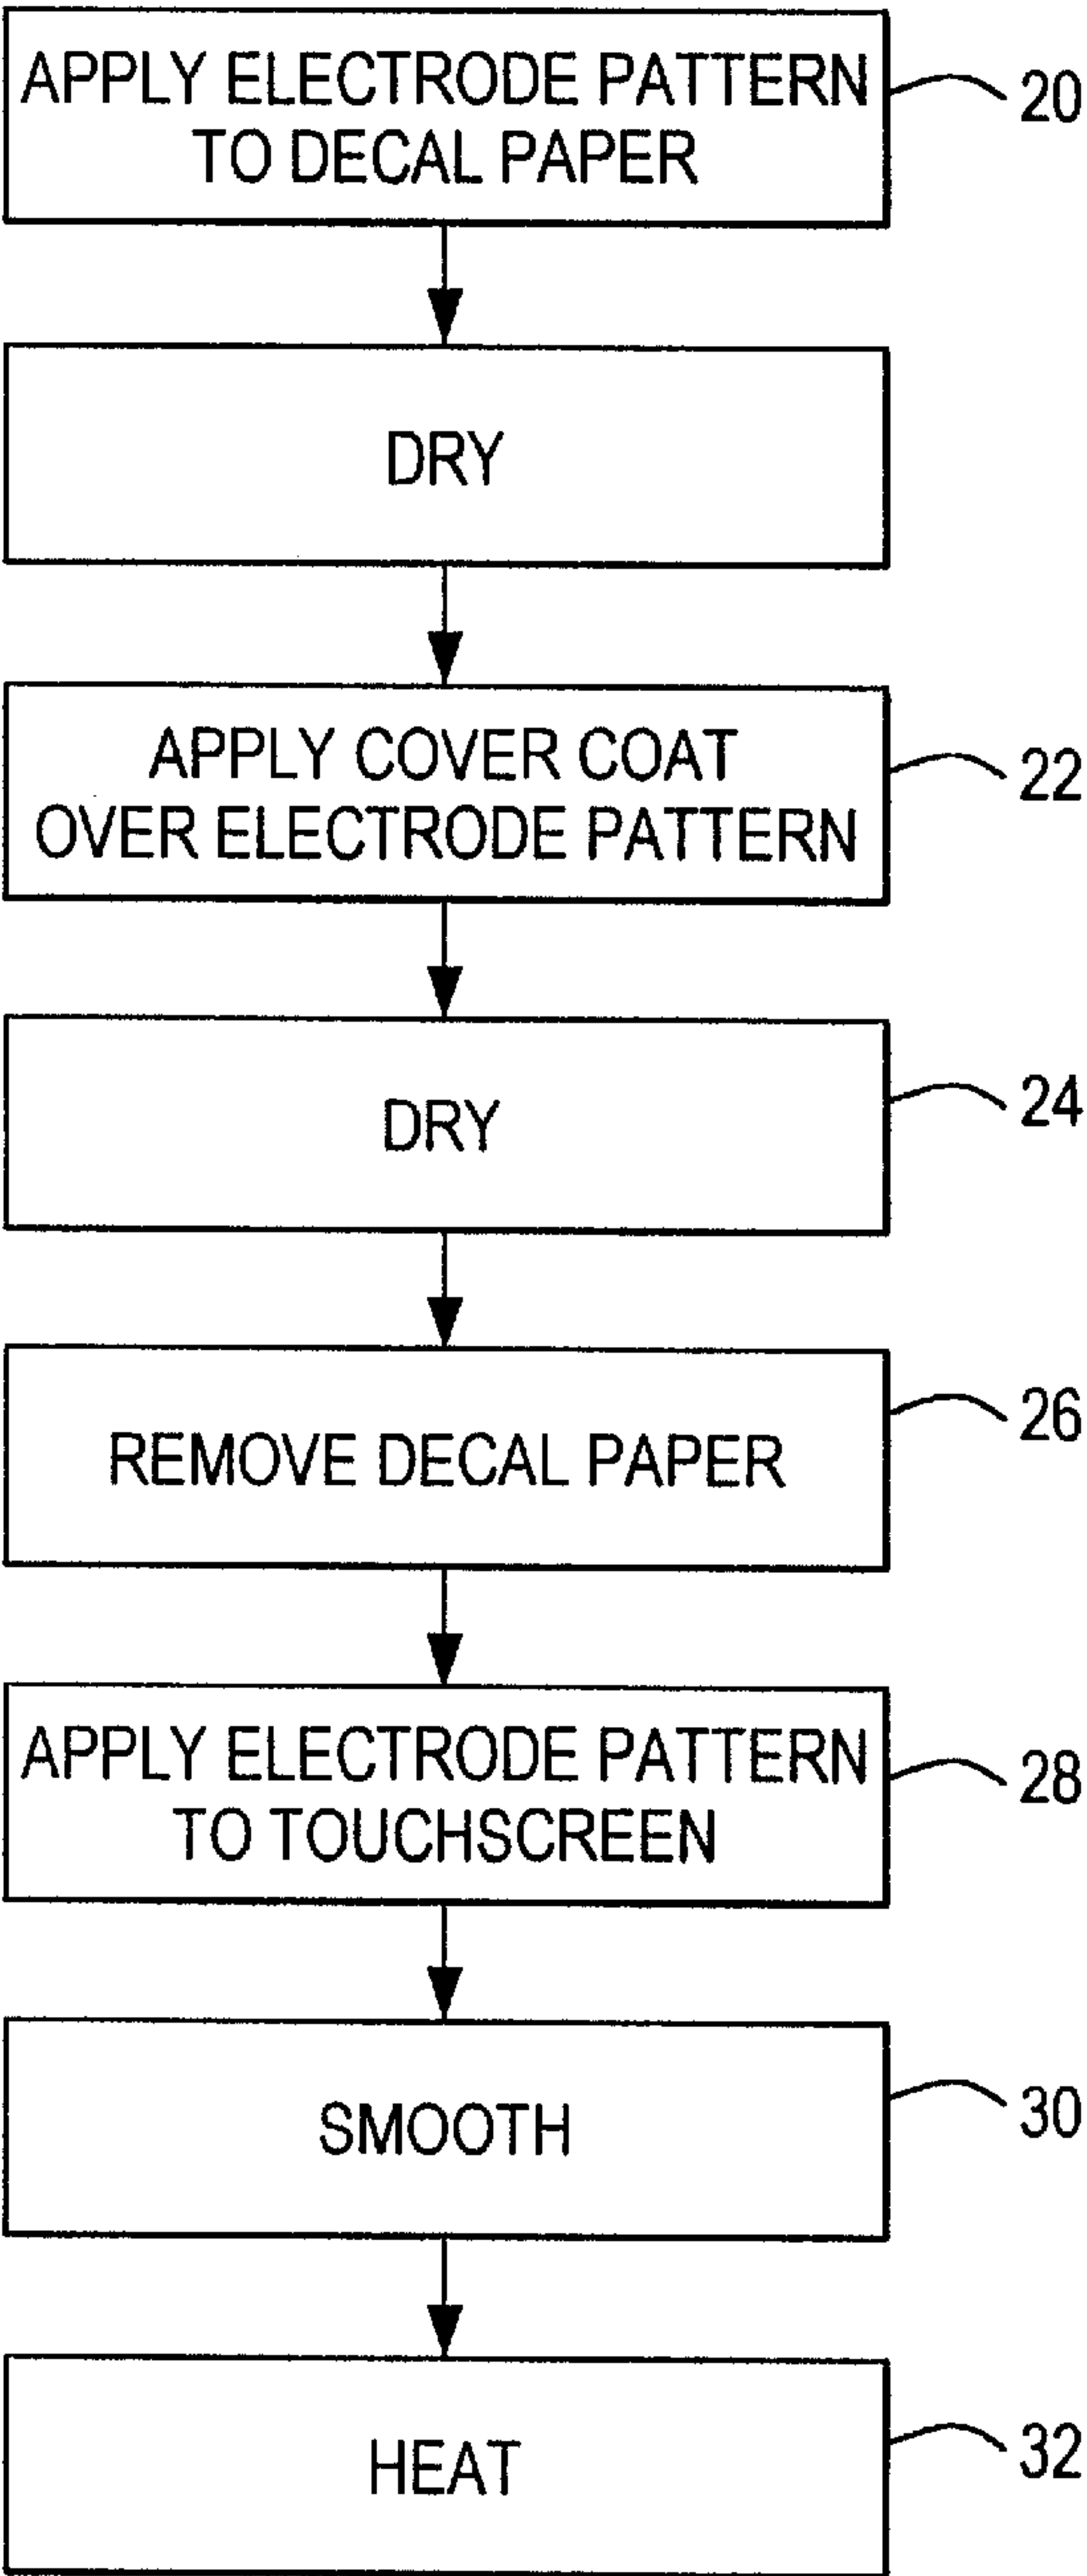 APPLY ELECTRODE PATTERN
TO DECAL PAPER
20
DRY
APPLY COVER COAT
OVER ELECTRODE PATTERN
22
DRY
24
REMOVE DECAL PAPER
26
APPLY ELECTRODE PATTERN
TO TOUCHSCREEN
28
SMOOTH
30
HEAT
32